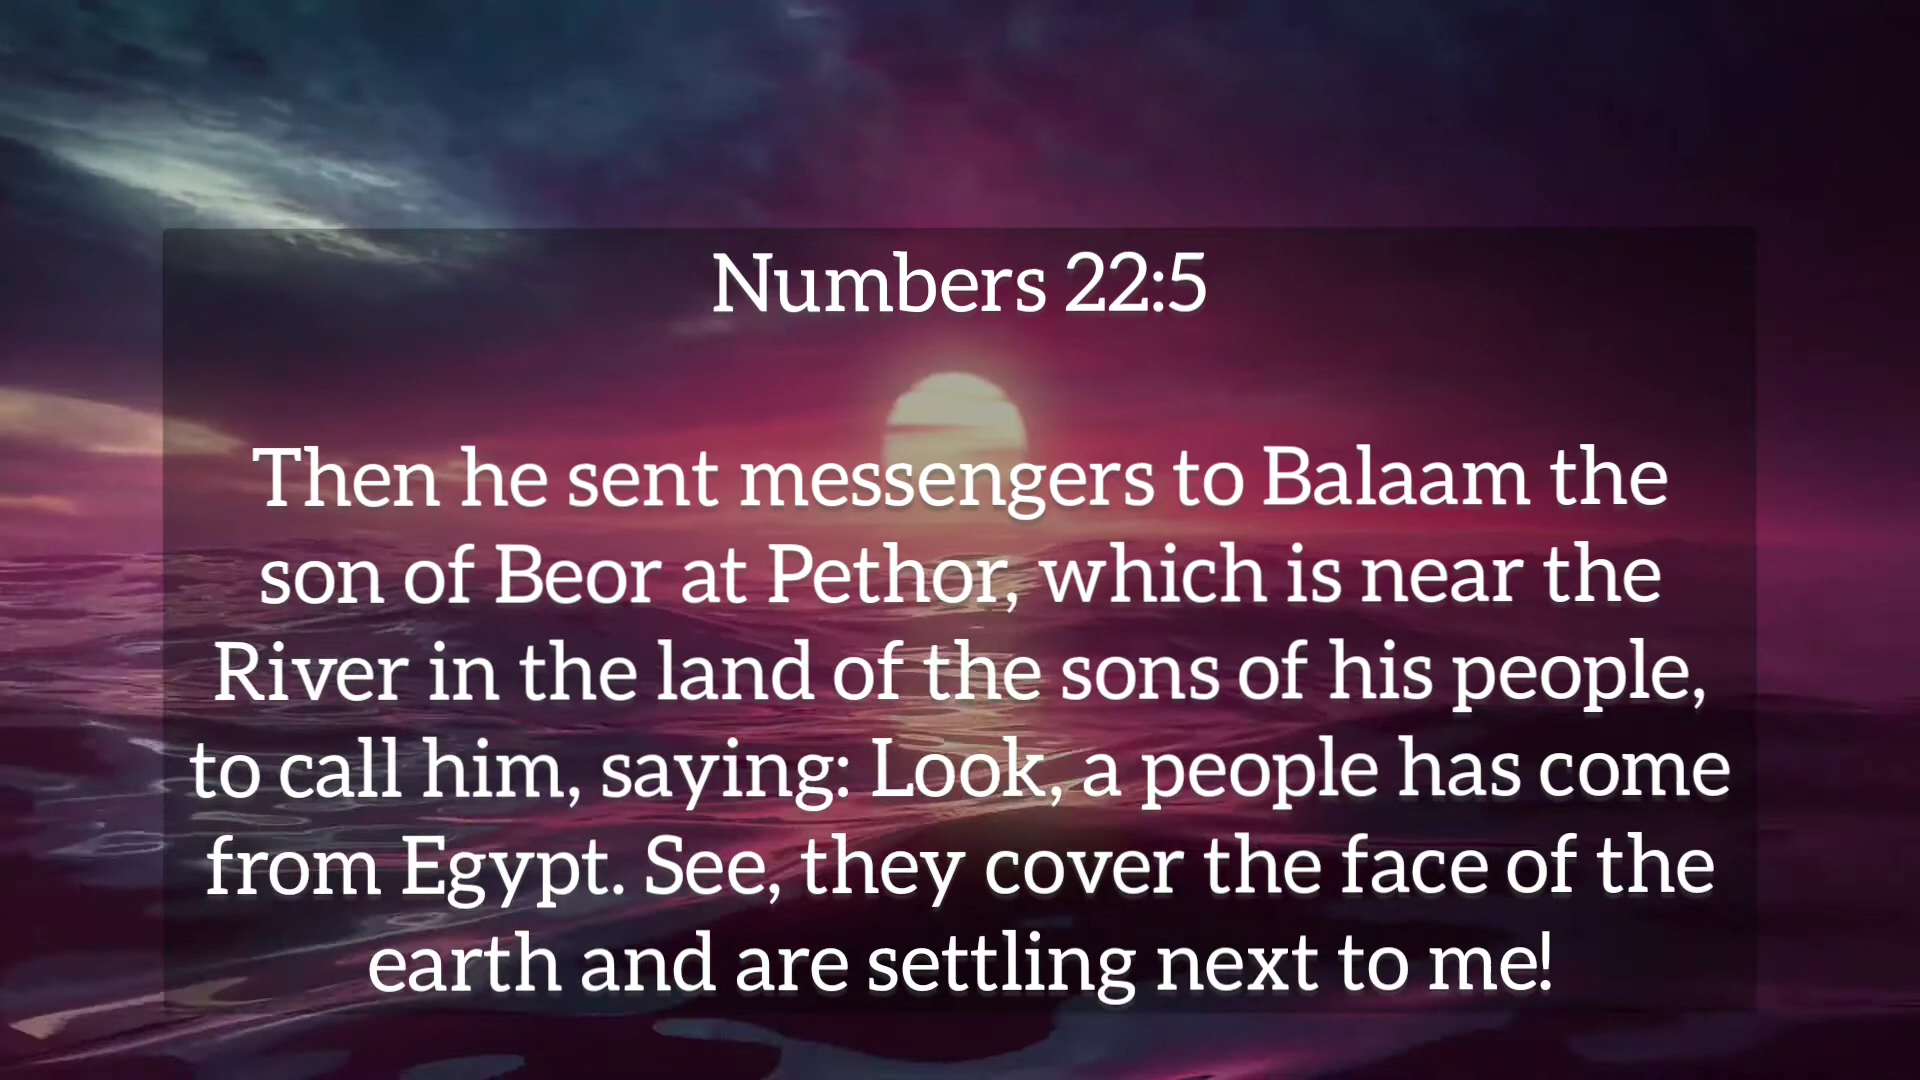 Numbers 22:5
Then he sent messengers to Balaam the
son of Beor at Pethor, which is near the
River in the land of the sons of his people,
to call him, saying: Look, a people has come
from Egypt. See, they cover the face of the
earth and are settling next to me!